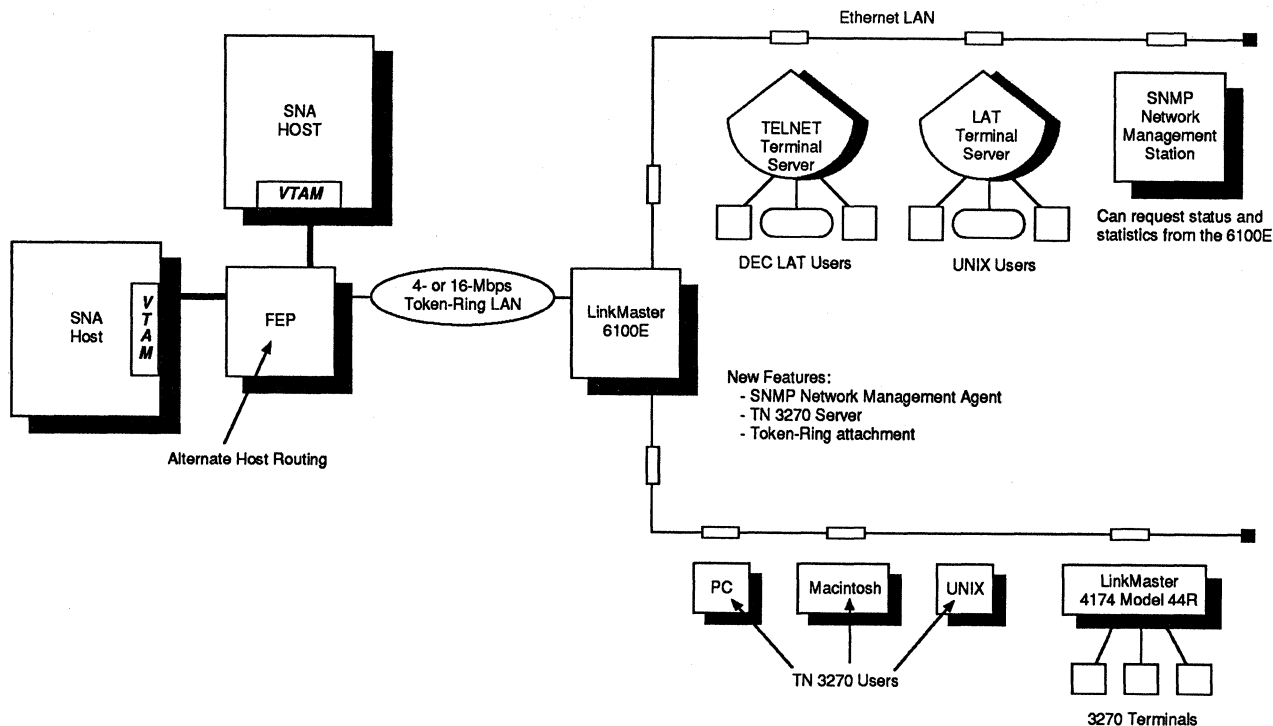 Ethernet LAN
SNA
HOST
VTAM
TELNET
Terminal
Server
LAT
Terminal
Server
SNMP
Network
Management
Station
DEC LAT Users
UNIX Users
Can request status and
statistics from the 6100E
SNA
Host
VTAM
FEP
4- or 16-Mbps
Token-Ring LAN
LinkMaster
6100E
Alternate Host Routing
New Features:
- SNMP Network Management Agent
- TN 3270 Server
- Token-Ring attachment
PC
Macintosh
UNIX
LinkMaster
4174 Model 44R
TN 3270 Users
3270 Terminals